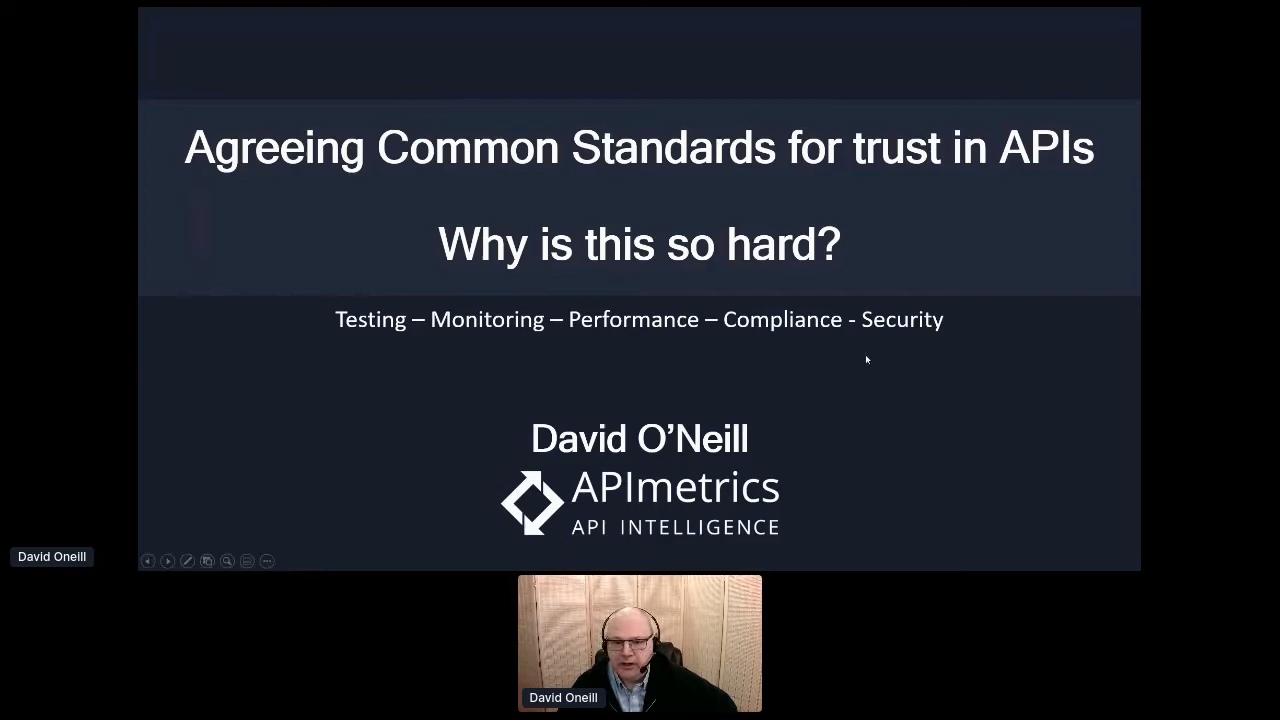 Agreeing Common Standards for trust in APIs
Why is this so hard?
Testing – Monitoring – Performance – Compliance - Security
David O’Neill
APImetrics
API INTELLIGENCE
David Oneill
David Oneill